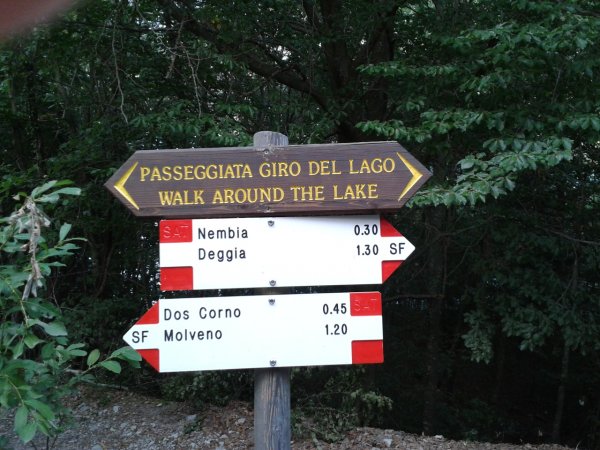 PASSEGGIATA GIRO DEL LAGO
WALK AROUND THE LAKE
SAT Nembia 0.30
Deggia 1.30 SF
Dos Corno 0.45 SAT
SF Molveno 1.20